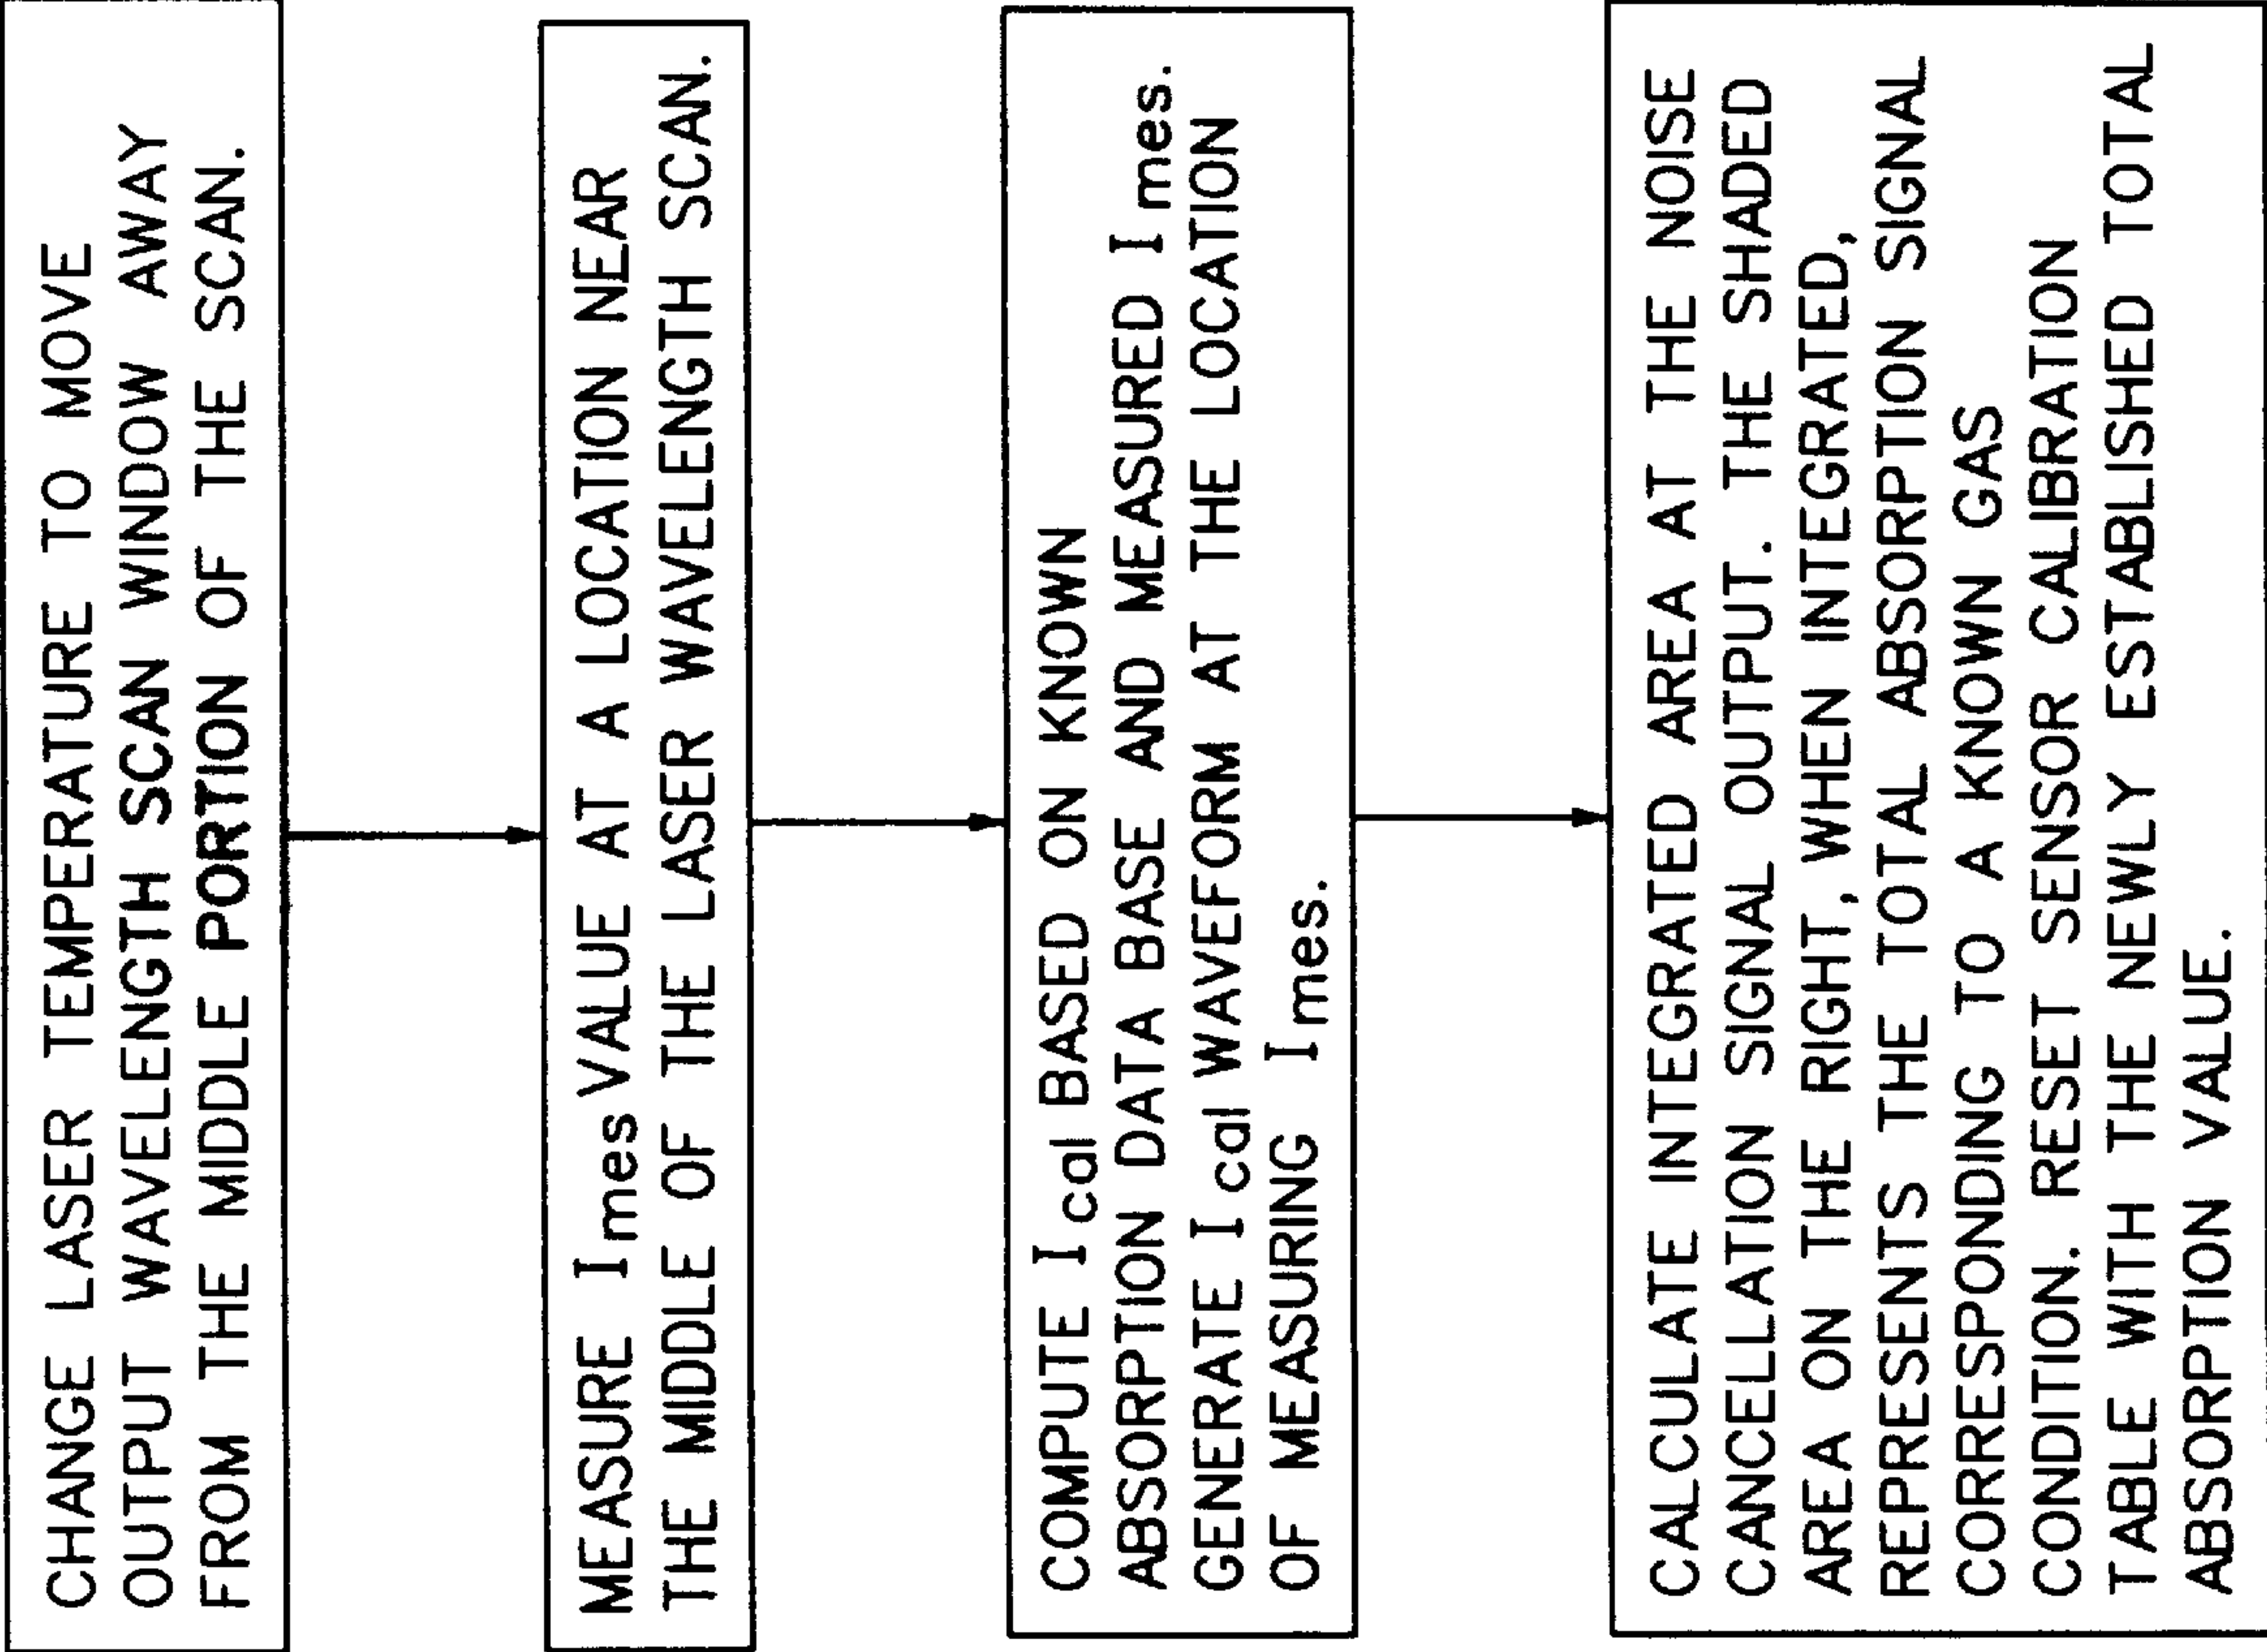 CHANGE LASER TEMPERATURE TO MOVE
OUTPUT WAVELENGTH SCAN WINDOW AWAY
FROM THE MIDDLE PORTION OF THE SCAN.
MEASURE Imes VALUE AT A LOCATION NEAR
THE MIDDLE OF THE LASER WAVELENGTH SCAN.
COMPUTE Ical BASED ON KNOWN
ABSORPTION DATA BASE AND MEASURED Imes.
GENERATE Ical WAVEFORM AT THE LOCATION
OF MEASURING Imes.
CALCULATE INTEGRATED AREA AT THE NOISE
CANCELLATION SIGNAL OUTPUT. THE SHADED
AREA ON THE RIGHT, WHEN INTEGRATED,
REPRESENTS THE TOTAL ABSORPTION SIGNAL
CORRESPONDING TO A KNOWN GAS
CONDITION. RESET SENSOR CALIBRATION
TABLE WITH THE NEWLY ESTABLISHED TOTAL
ABSORPTION VALUE.